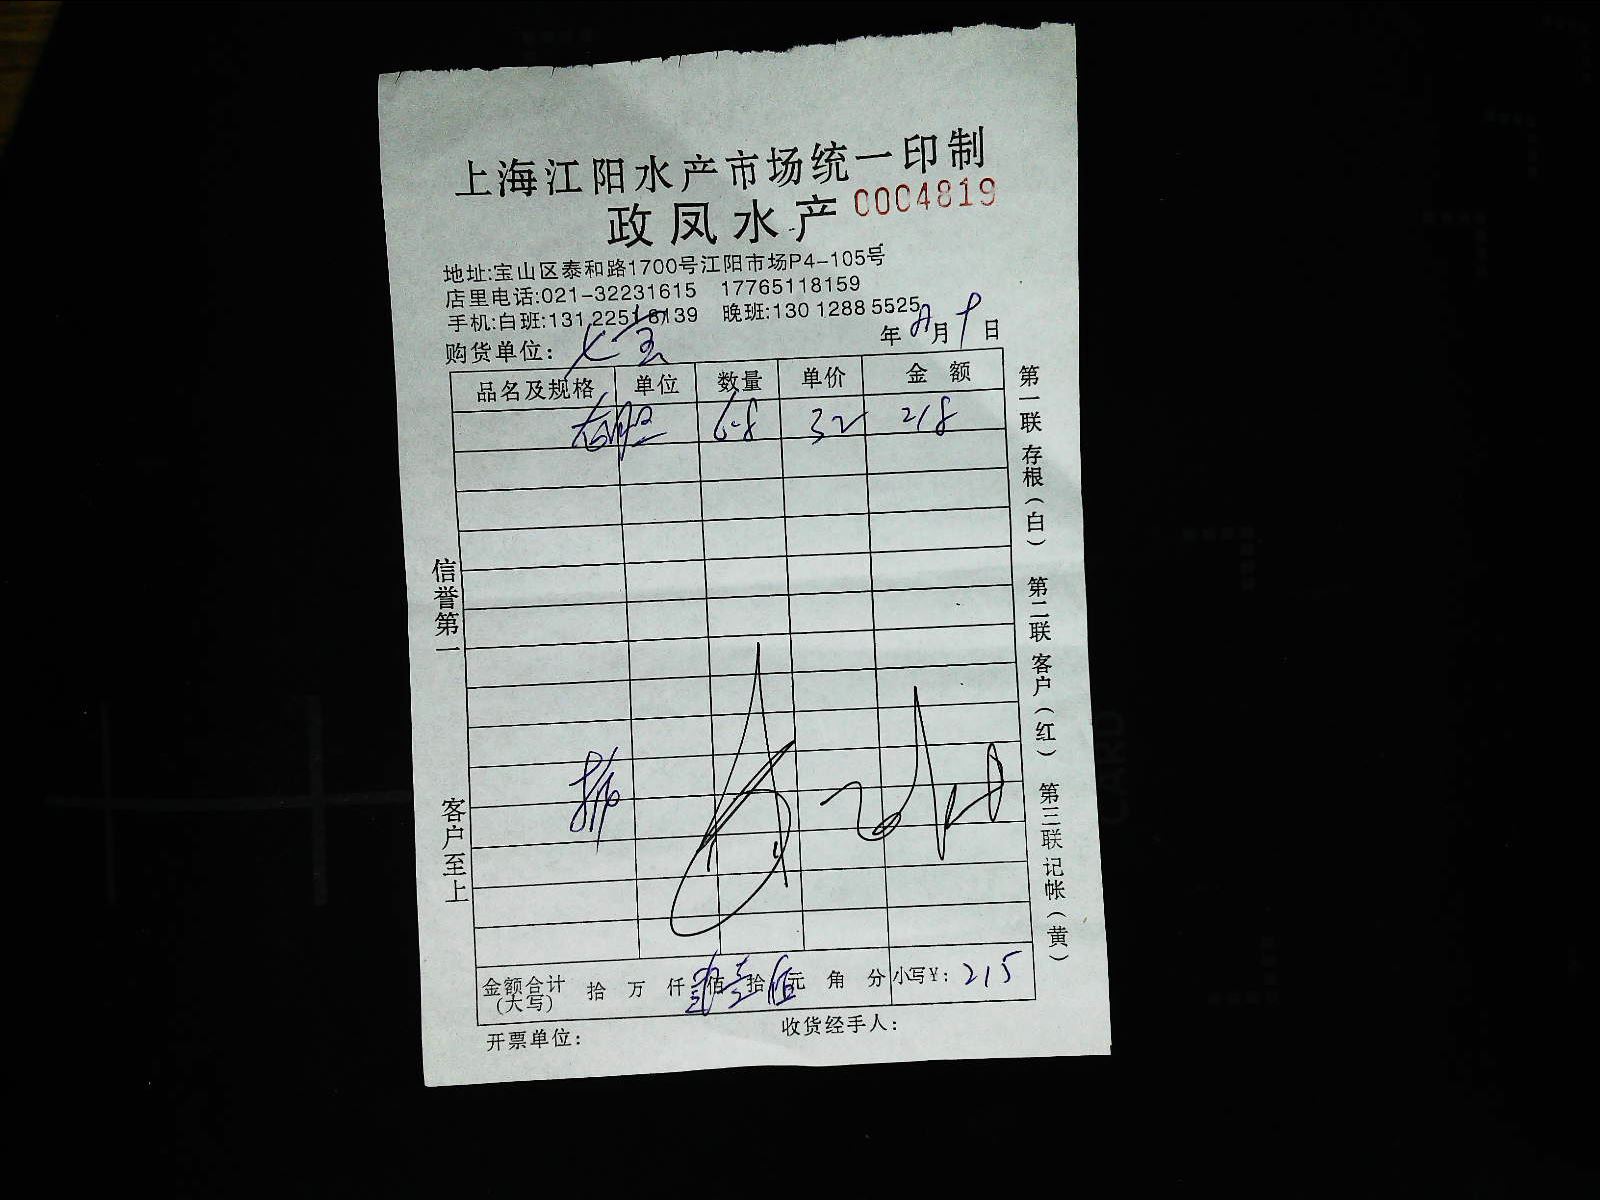 上海江阳水产市场统一印制
政凤水产 0004819
地址:宝山区泰和路1700号江阳市场P4-105号
店里电话:021-32231615 17765118159
手机:白班:131 2251 8139 晚班:130 1288 5525
年 月 日
购货单位: 七宝
品名及规格 单位 数量 单价 金额
6.8 32 218
信誉第一
客户至上
第一联 存根(白) 第二联 客户(红) 第三联 记帐(黄)
金额合计(大写) 拾 万 仟 贰佰 壹拾 伍元 角 分 小写¥: 215
开票单位: 收货经手人: